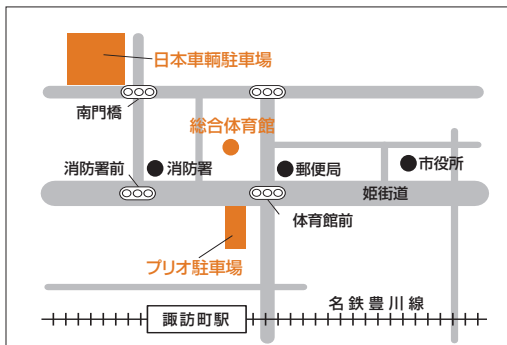 日本車輌駐車場
南門橋
総合体育館
消防署前
消防署
郵便局
市役所
姫街道
体育館前
プリオ駐車場
名鉄豊川線
諏訪町駅